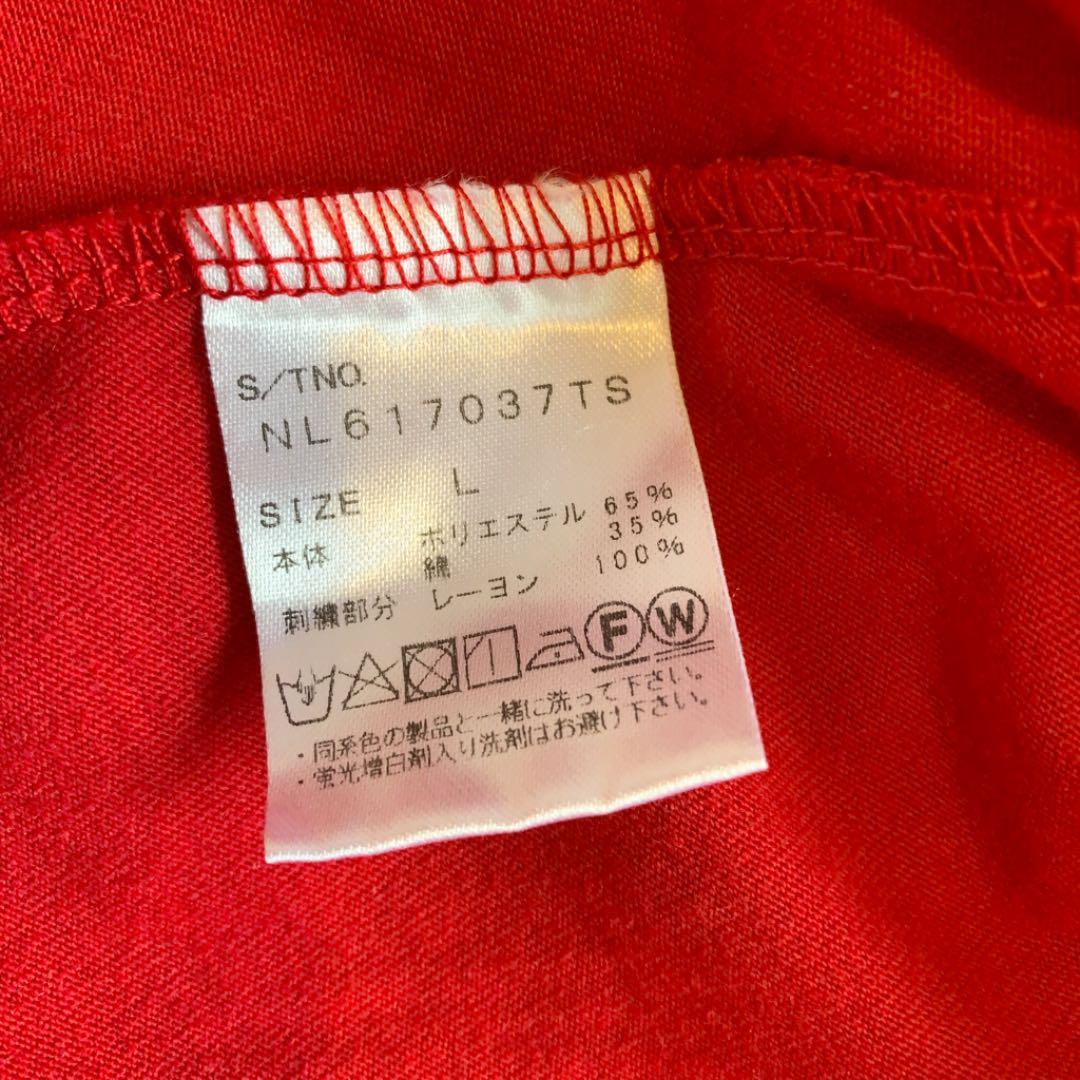 S/TNO.
NL617037TS
SIZE L
本体 ポリエステル 65%
綿 35%
刺繍部分 レーヨン 100%
F W
・同系色の製品と一緒に洗って下さい。
・蛍光増白剤入り洗剤はお避け下さい。